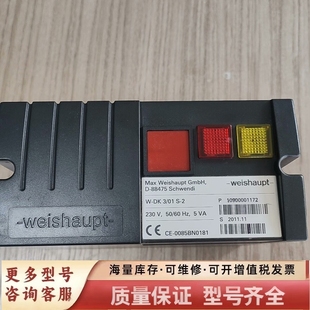 -weishaupt-
Max Weishaupt GmbH,
D-88475 Schwendi
-weishaupt-
W-DK 3/01 S-2
230 V, 50/60 Hz, 5 VA
P 50900001172
S 2011.11
CE-0085BN0181
更多型号
咨询客服
海量库存·可维修·可开增值税发票
质量保证 型号齐全